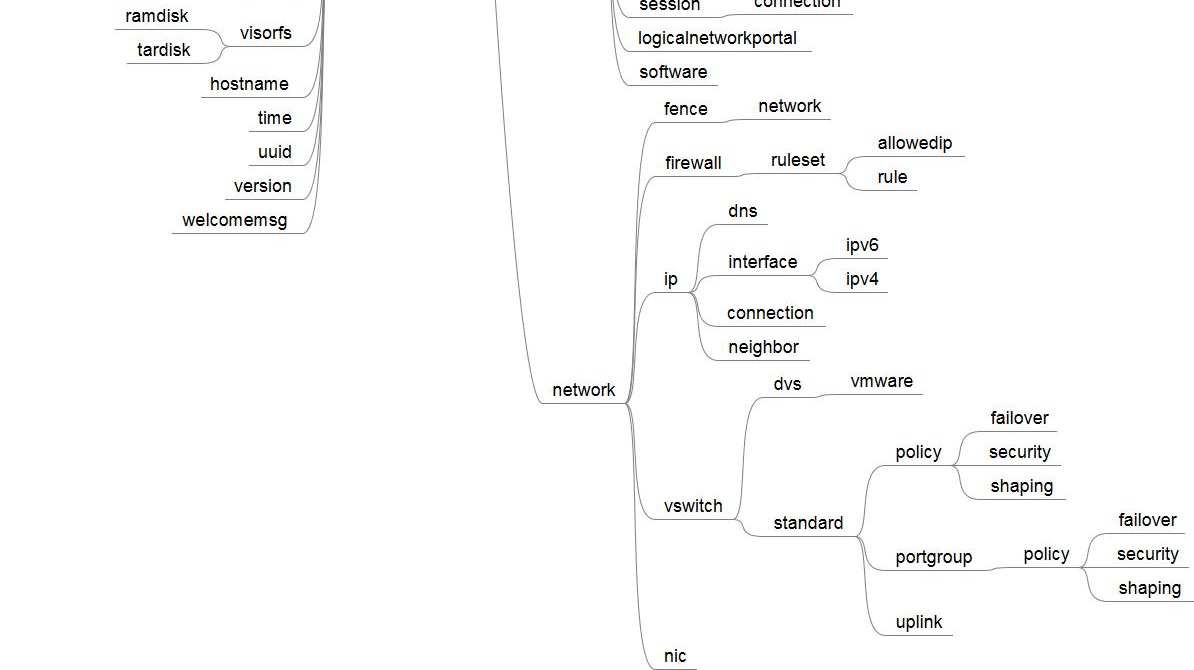 ramdisk
visorfs
tardisk
hostname
time
uuid
version
welcomemsg
session
connection
logicalnetworkportal
software
fence
network
firewall
ruleset
allowedip
rule
ip
dns
interface
ipv6
ipv4
connection
neighbor
network
vswitch
dvs
vmware
standard
policy
failover
security
shaping
portgroup
policy
failover
security
shaping
uplink
nic